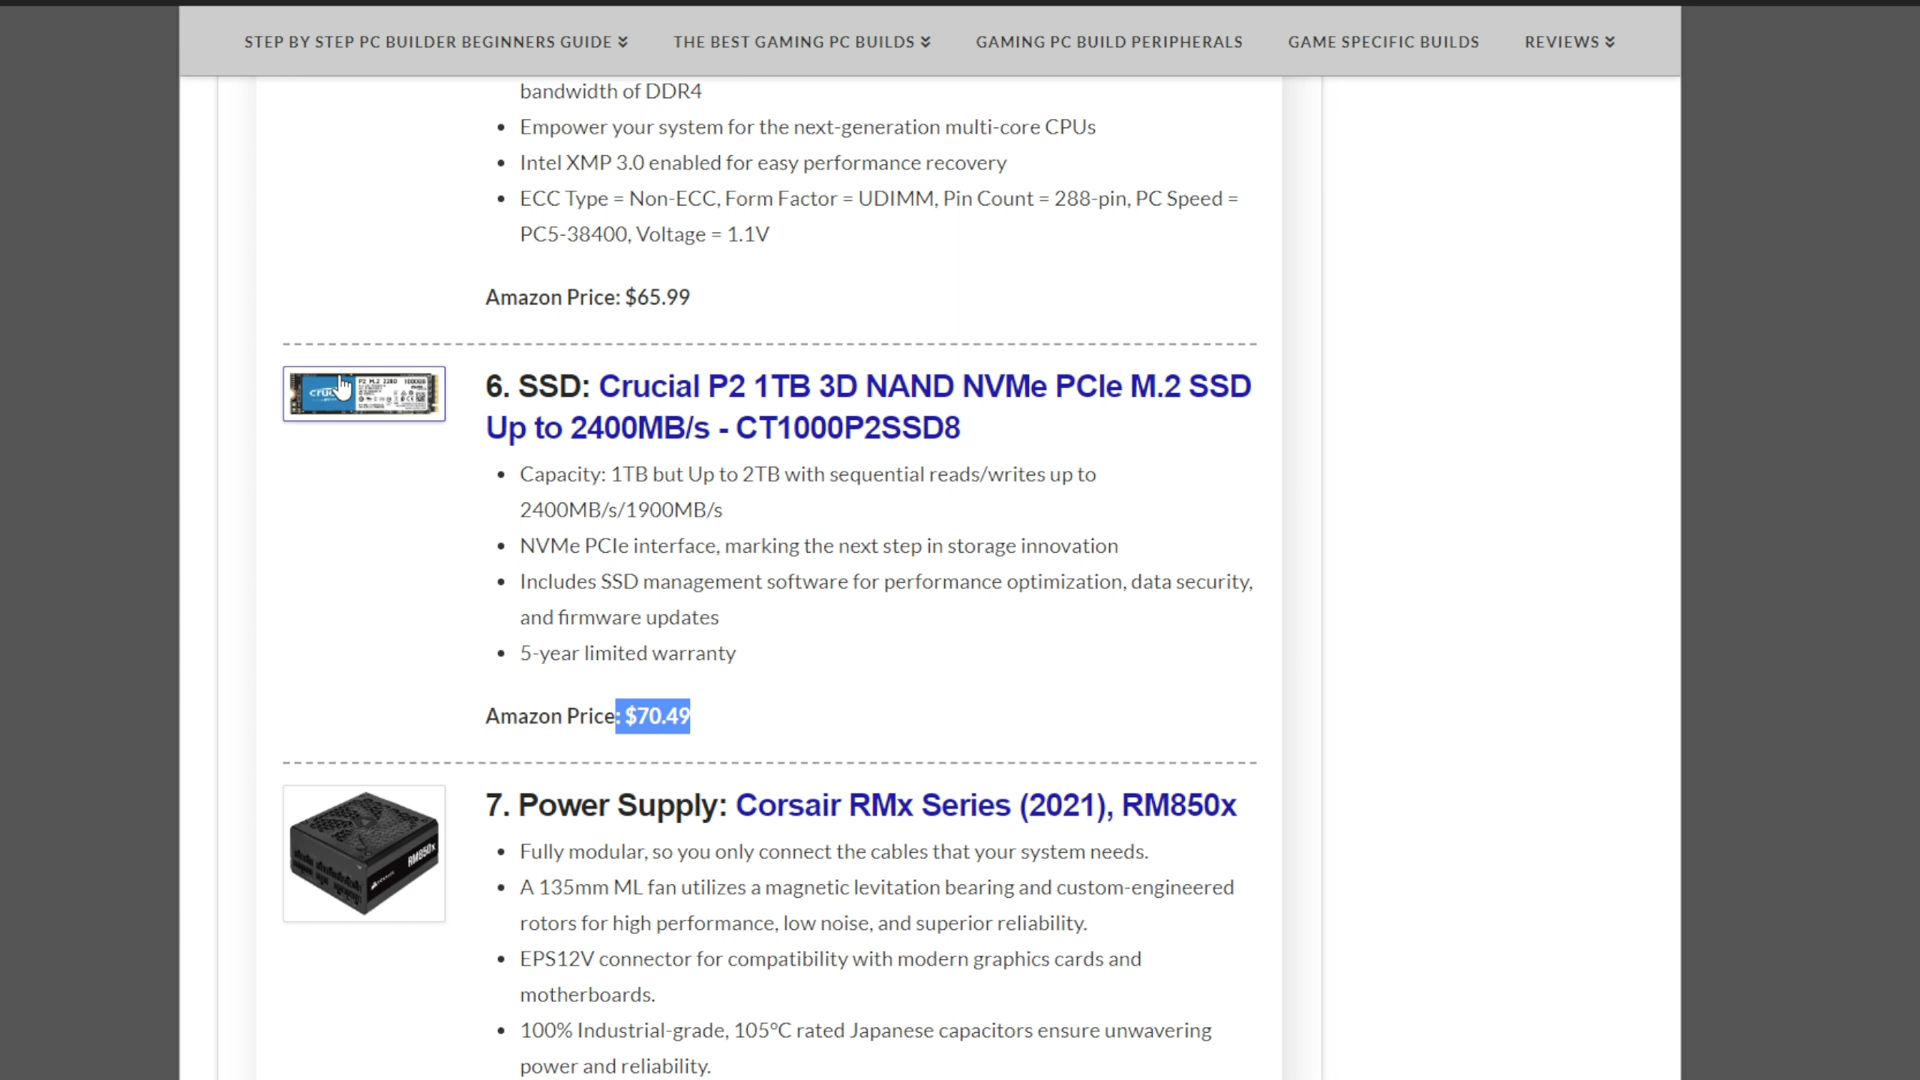 STEP BY STEP PC BUILDER BEGINNERS GUIDE THE BEST GAMING PC BUILDS GAMING PC BUILD PERIPHERALS GAME SPECIFIC BUILDS REVIEWS
bandwidth of DDR4
• Empower your system for the next-generation multi-core CPUs
• Intel XMP 3.0 enabled for easy performance recovery
• ECC Type = Non-ECC, Form Factor = UDIMM, Pin Count = 288-pin, PC Speed =
PC5-38400, Voltage = 1.1V
Amazon Price: $65.99
P2 M.2 2280
6. SSD: Crucial P2 1TB 3D NAND NVMe PCIe M.2 SSD
Up to 2400MB/s - CT1000P2SSD8
• Capacity: 1TB but Up to 2TB with sequential reads/writes up to
2400MB/s/1900MB/s
• NVMe PCIe interface, marking the next step in storage innovation
• Includes SSD management software for performance optimization, data security,
and firmware updates
• 5-year limited warranty
Amazon Price: $70.49
7. Power Supply: Corsair RMx Series (2021), RM850x
RM850x
CORSAIR
• Fully modular, so you only connect the cables that your system needs.
• A 135mm ML fan utilizes a magnetic levitation bearing and custom-engineered
rotors for high performance, low noise, and superior reliability.
• EPS12V connector for compatibility with modern graphics cards and
motherboards.
• 100% Industrial-grade, 105°C rated Japanese capacitors ensure unwavering
power and reliability.